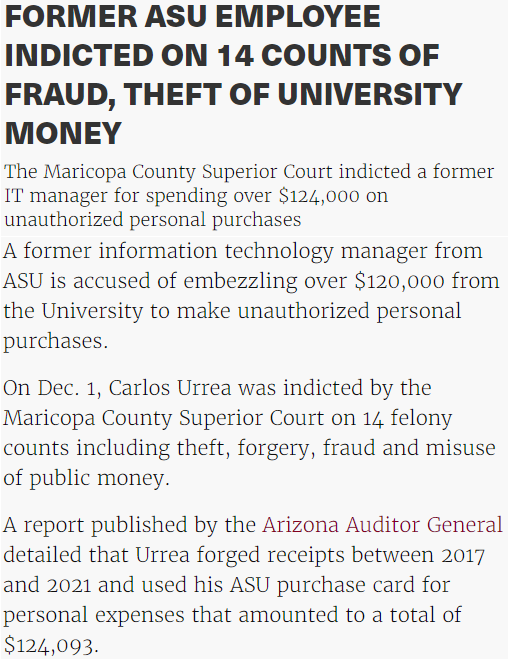 FORMER ASU EMPLOYEE
INDICTED ON 14 COUNTS OF
FRAUD, THEFT OF UNIVERSITY
MONEY
The Maricopa County Superior Court indicted a former
IT manager for spending over $124,000 on
unauthorized personal purchases
A former information technology manager from
ASU is accused of embezzling over $120,000 from
the University to make unauthorized personal
purchases.
On Dec. 1, Carlos Urrea was indicted by the
Maricopa County Superior Court on 14 felony
counts including theft, forgery, fraud and misuse
of public money.
A report published by the Arizona Auditor General
detailed that Urrea forged receipts between 2017
and 2021 and used his ASU purchase card for
personal expenses that amounted to a total of
$124,093.